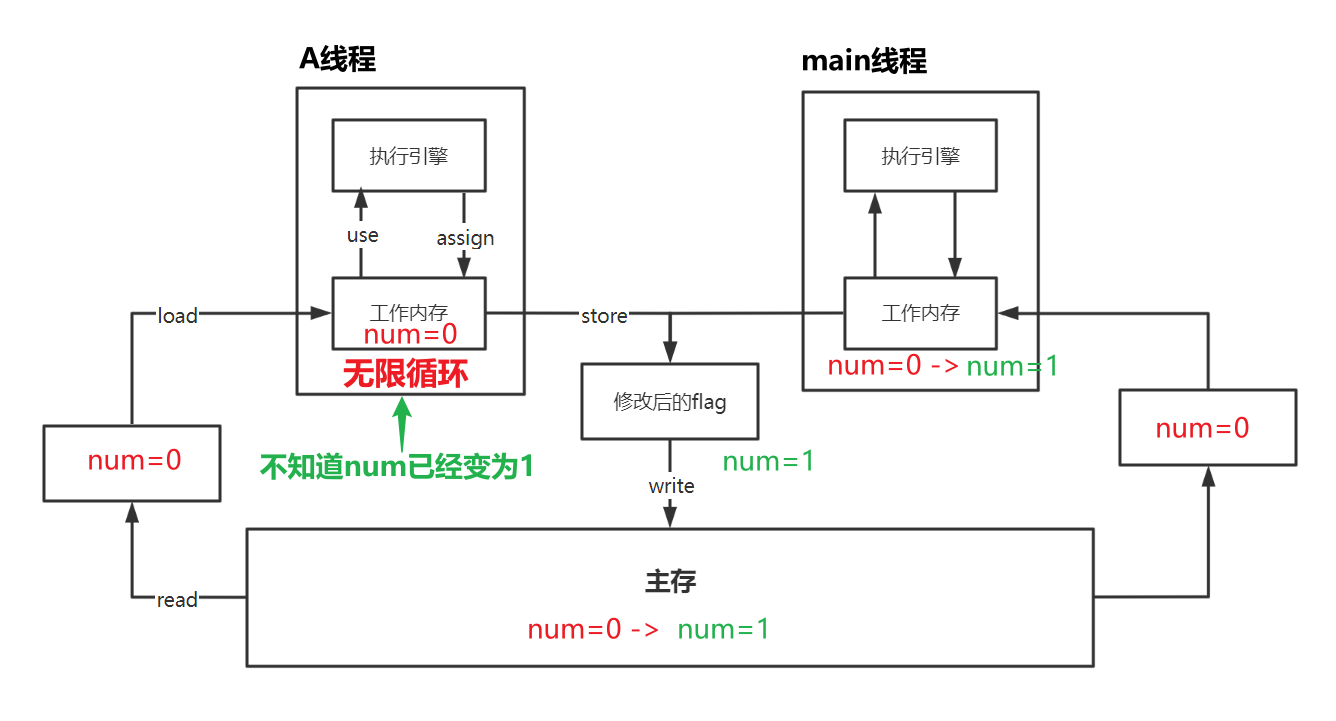 A线程
main线程
执行引擎
执行引擎
use
assign
load
工作内存
num=0
无限循环
store
工作内存
num=0 -> num=1
修改后的flag
num=0
num=0
不知道num已经变为1
num=1
write
read
主存
num=0 -> num=1